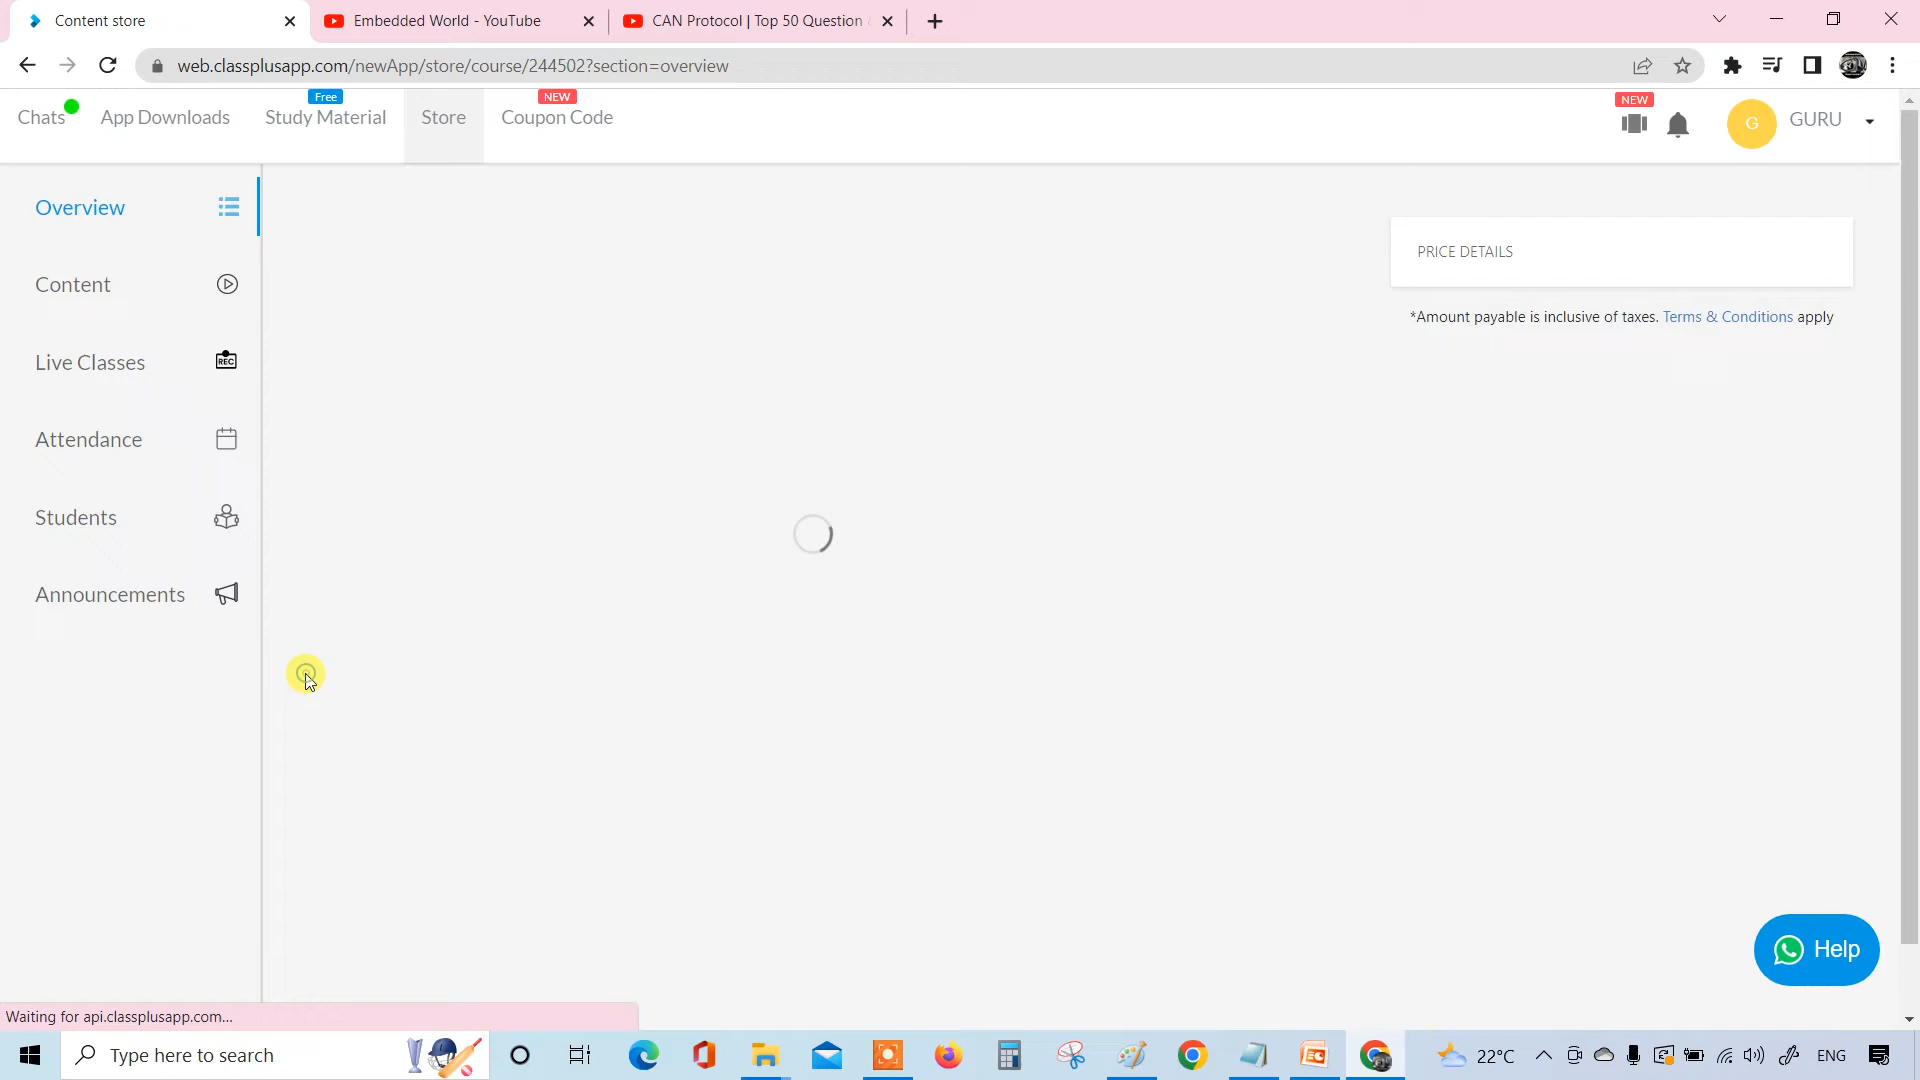 Content store
Embedded World - YouTube
CAN Protocol | Top 50 Question
web.classplusapp.com/newApp/store/course/244502?section=overview
Chats
App Downloads
Free
Study Material
Store
NEW
Coupon Code
NEW
G
GURU
Overview
Content
Live Classes
REC
Attendance
Students
Announcements
PRICE DETAILS
*Amount payable is inclusive of taxes. Terms & Conditions apply
Help
Waiting for api.classplusapp.com...
Type here to search
22°C
ENG